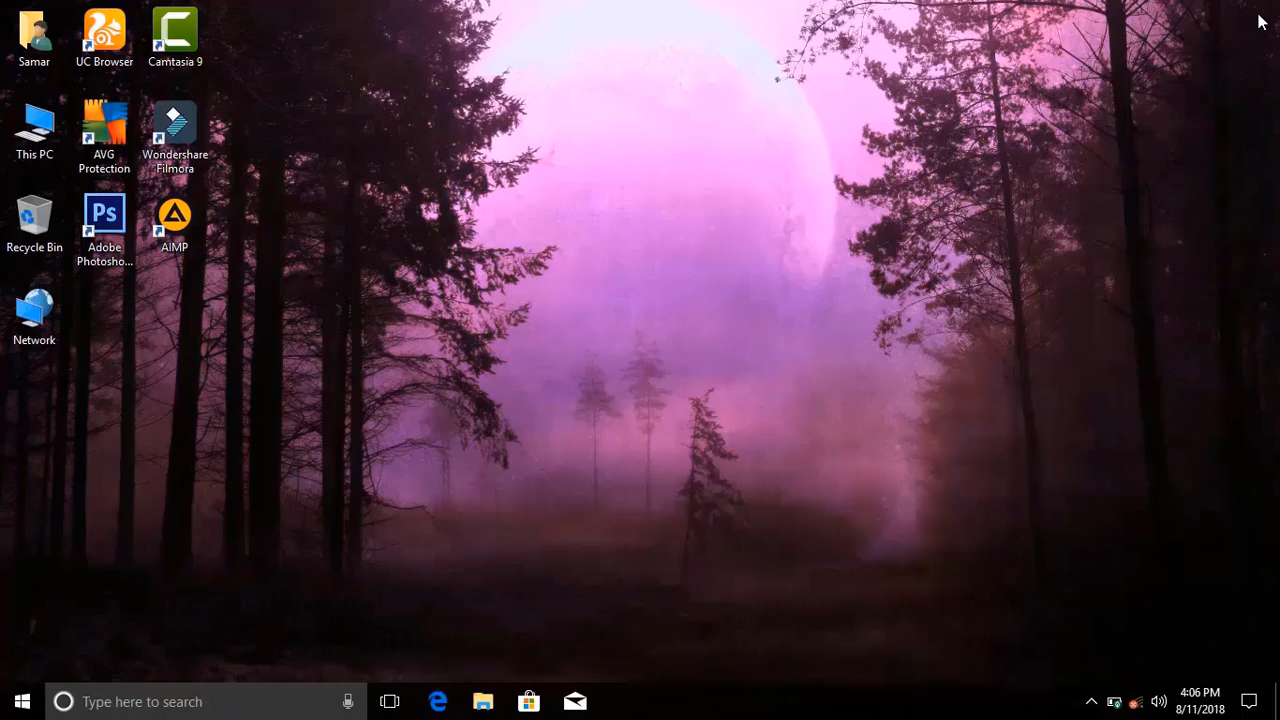 Samar
UC Browser
Camtasia 9
This PC
AVG
Protection
Wondershare
Filmora
Recycle Bin
Ps
Adobe
Photosho...
AIMP
Network
Type here to search
4:06 PM
8/11/2018